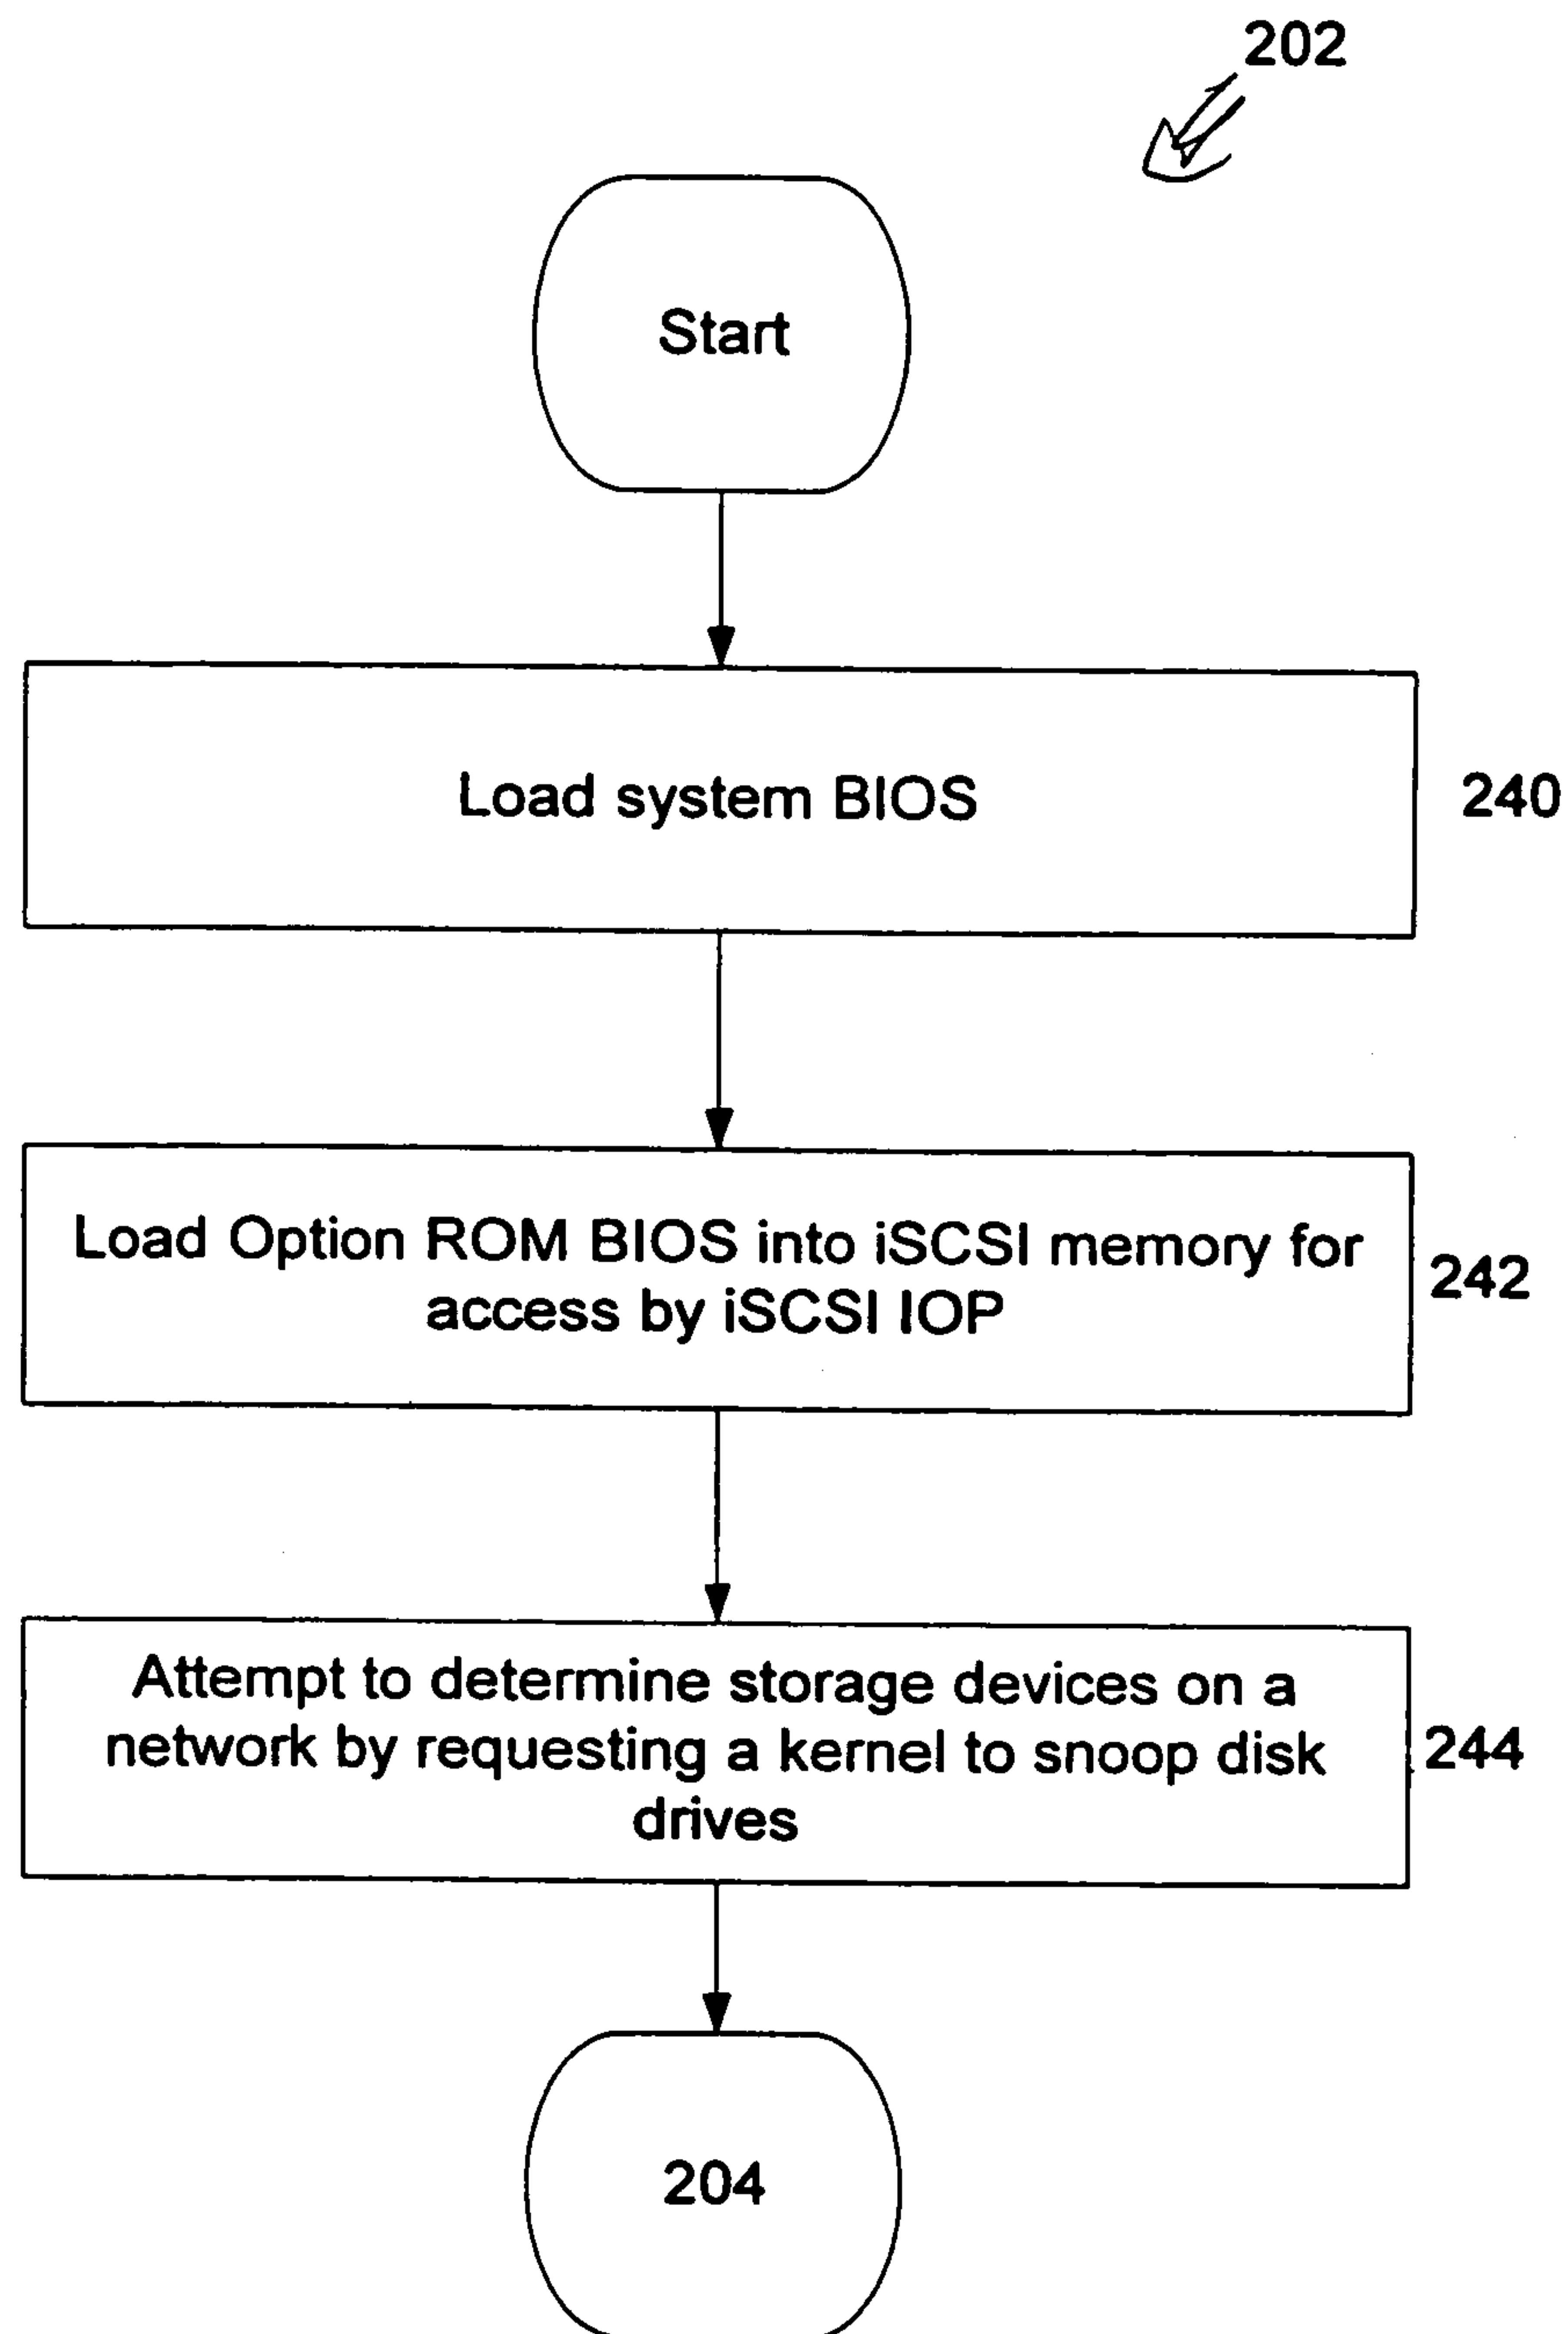 202
Start
Load system BIOS
240
Load Option ROM BIOS into iSCSI memory for
access by iSCSI IOP
242
Attempt to determine storage devices on a
network by requesting a kernel to snoop disk
drives
244
204